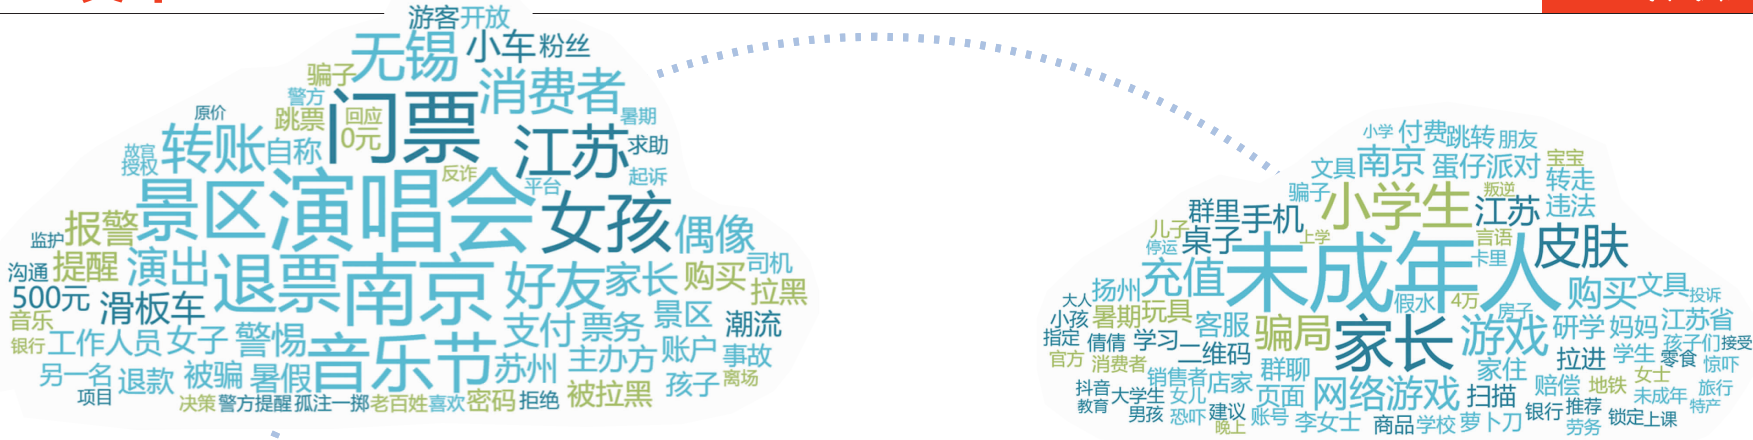 游客开放
无锡 小车 粉丝
骗子 消费者
警方 门票 回应 暑期
原价 跳票 0元
转账 自称 江苏 求助
故宫 授权 反诈 平台 起诉
景区 演唱会 女孩 偶像
报警
监护
沟通 提醒 演出 退票 南京 好友 家长 购买 司机
500元 滑板车 拉黑
音乐 支付 票务 景区 潮流
银行 工作人员 女子 警惕 音乐节 苏州 主办方 账户 事故
另一名 退款 被骗 暑假 孩子 离场
项目 决策 警方提醒 孤注一掷 老百姓 喜欢 密码 拒绝 被拉黑
小学 付费 跳转 朋友
文具 南京 蛋仔派对 宝宝
骗子 小学生 叛逆 转走
群里 手机 江苏 违法
儿子 桌子 上学 言语 皮肤
停运 未成年人 卡里
充值
扬州 假水 4万 房子 购买 文具 投诉
大人 玩具
小孩 暑期 客服 骗局 家长 游戏 研学 妈妈 江苏省
指定 倩倩 学习 二维码 孩子们 接受
官方 消费者 群聊 家住 拉进 学生 零食 惊吓
销售者 店家 女士
抖音 大学生 女儿 页面 网络游戏 扫描 赔偿 地铁 未成年 旅行
教育 男孩 恐吓 建议 账号 李女士 商品 学校 萝卜刀 银行 推荐 锁定 上课 特产
晚上 劳务